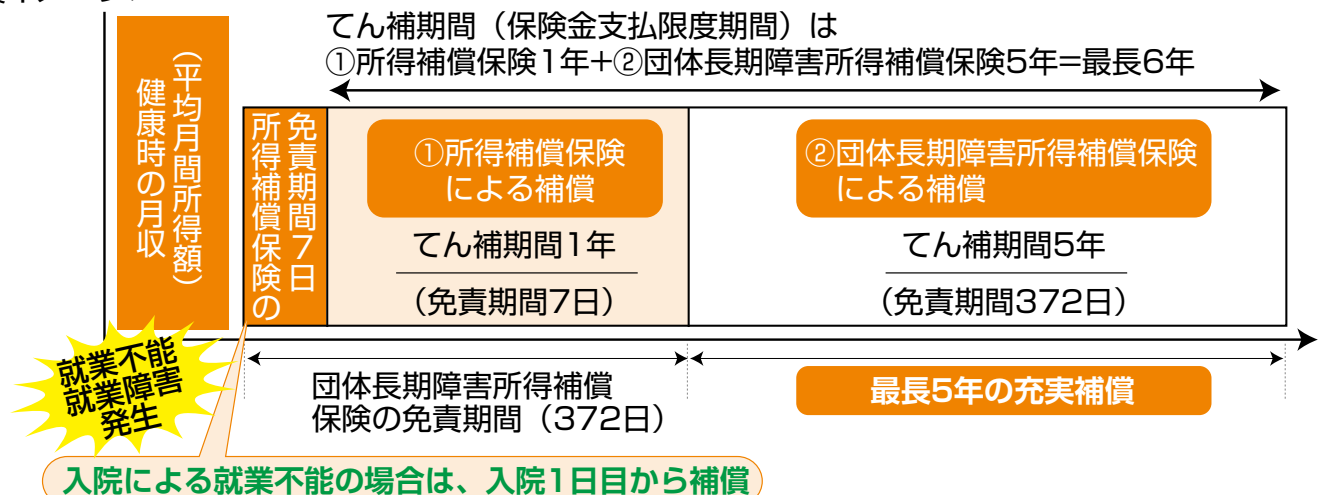 てん補期間（保険金支払限度期間）は
①所得補償保険1年+②団体長期障害所得補償保険5年=最長6年
健康時の月収
（平均月間所得額）
所得補償保険の
免責期間7日
①所得補償保険
による補償
てん補期間1年
（免責期間7日）
②団体長期障害所得補償保険
による補償
てん補期間5年
（免責期間372日）
就業不能
就業障害
発生
団体長期障害所得補償
保険の免責期間（372日）
最長5年の充実補償
入院による就業不能の場合は、入院1日目から補償